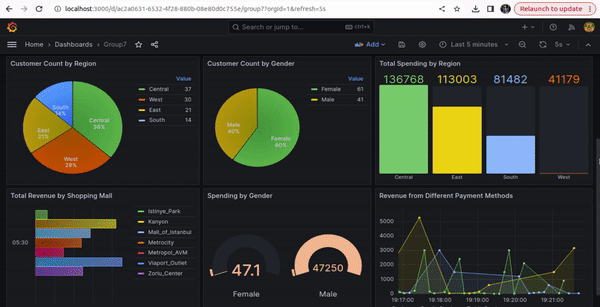 localhost:3000/d/ac2a0631-6532-4f28-880b-08e80d0c755e/group7?orgId=1&refresh=5s
Relaunch to update
Search or jump to...
ctrl+k
Home > Dashboards > Group7
Add
Last 5 minutes
5s
Customer Count by Region
Value
Central 37
West 30
East 21
South 14
Central
36%
West
29%
East
21%
South
14%
Customer Count by Gender
Value
Female 61
Male 41
Male
40%
Female
60%
Total Spending by Region
136768 113003 81482 41179
Central East South West
Total Revenue by Shopping Mall
05:30
Istinye_Park
Kanyon
Mall_of_Istanbul
Metrocity
Metropol_AVM
Viaport_Outlet
Zorlu_Center
Spending by Gender
47.1
Female
47250
Male
Revenue from Different Payment Methods
5000
4000
3000
2000
1000
0
19:17:00 19:18:00 19:19:00 19:20:00 19:21:00